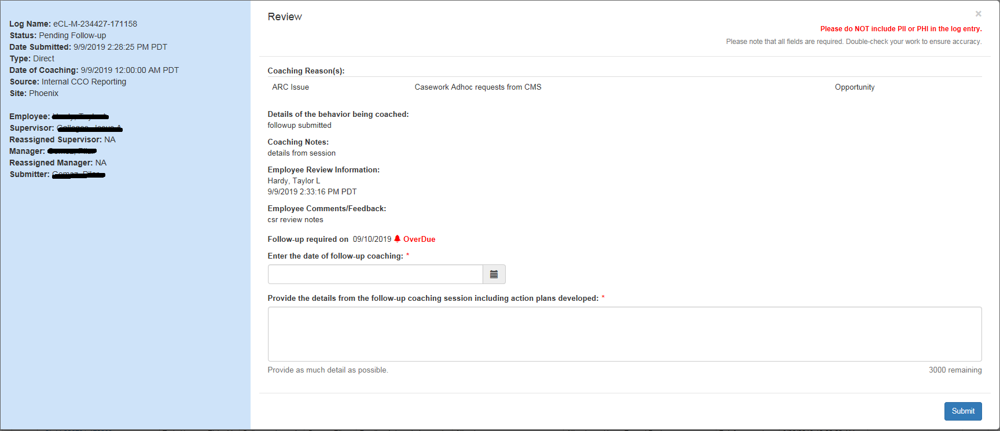 Log Name: eCL-M-234427-171158
Status: Pending Follow-up
Date Submitted: 9/9/2019 2:28:25 PM PDT
Type: Direct
Date of Coaching: 9/9/2019 12:00:00 AM PDT
Source: Internal CCO Reporting
Site: Phoenix
Employee:
Supervisor:
Reassigned Supervisor: NA
Manager:
Reassigned Manager: NA
Submitter:
Review
×
Please do NOT include PII or PHI in the log entry.
Please note that all fields are required. Double-check your work to ensure accuracy.
Coaching Reason(s):
ARC Issue Casework Adhoc requests from CMS Opportunity
Details of the behavior being coached:
followup submitted
Coaching Notes:
details from session
Employee Review Information:
Hardy, Taylor L
9/9/2019 2:33:16 PM PDT
Employee Comments/Feedback:
csr review notes
Follow-up required on 09/10/2019 OverDue
Enter the date of follow-up coaching: *
Provide the details from the follow-up coaching session including action plans developed: *
Provide as much detail as possible. 3000 remaining
Submit